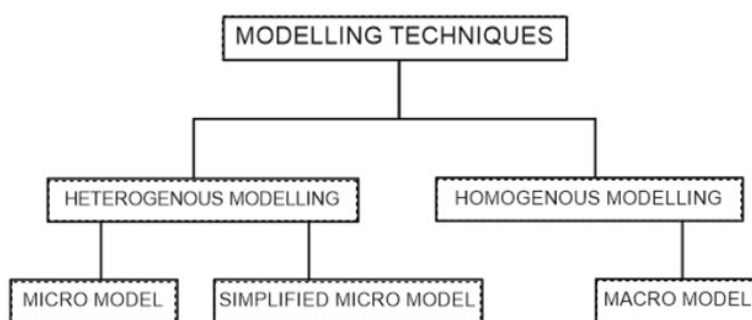 MODELLING TECHNIQUES
HETEROGENOUS MODELLING
HOMOGENOUS MODELLING
MICRO MODEL
SIMPLIFIED MICRO MODEL
MACRO MODEL